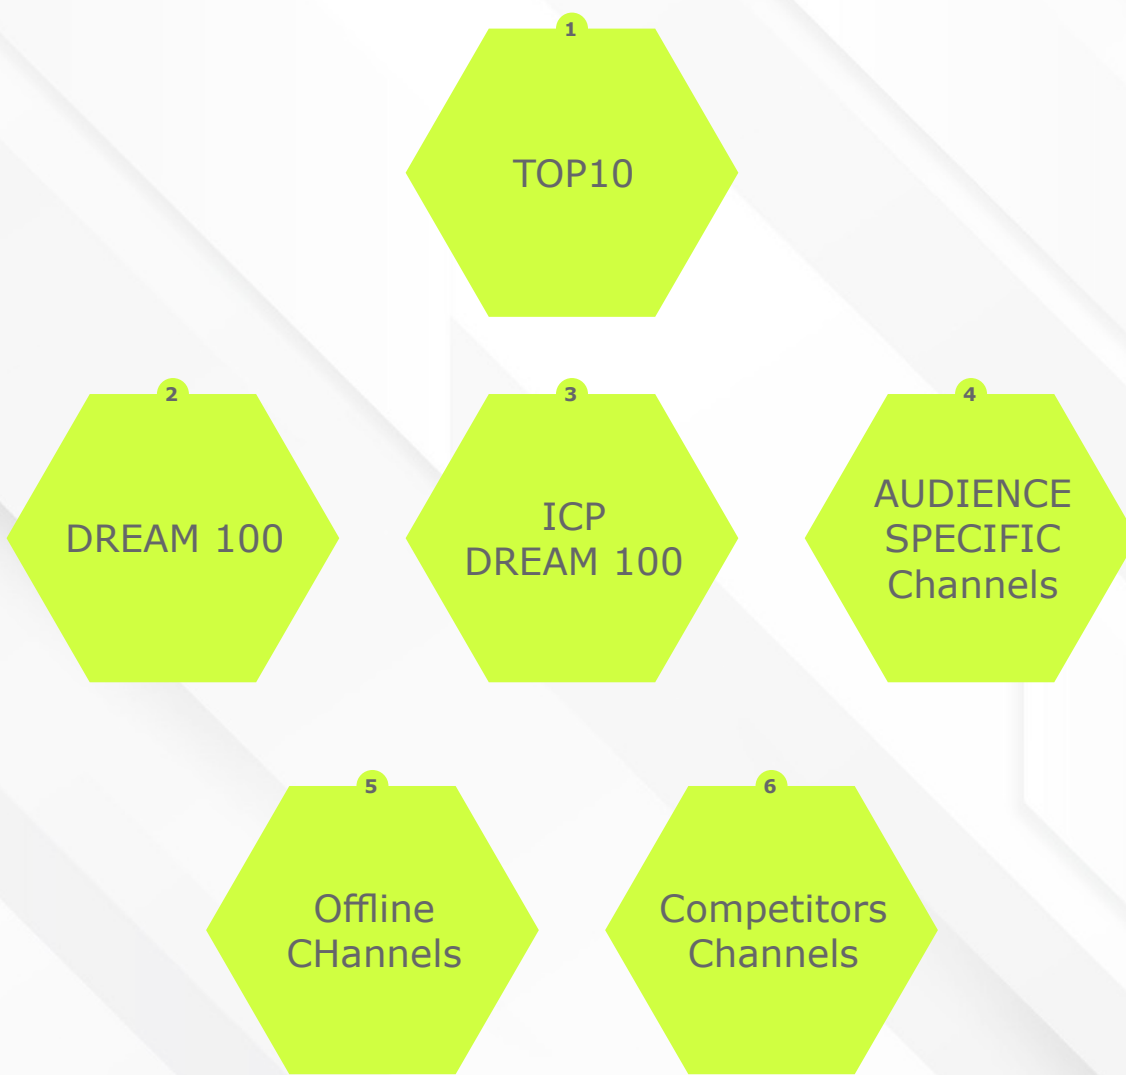 1
TOP10
2
DREAM 100
3
ICP
DREAM 100
4
AUDIENCE
SPECIFIC
Channels
5
Offline
CHannels
6
Competitors
Channels